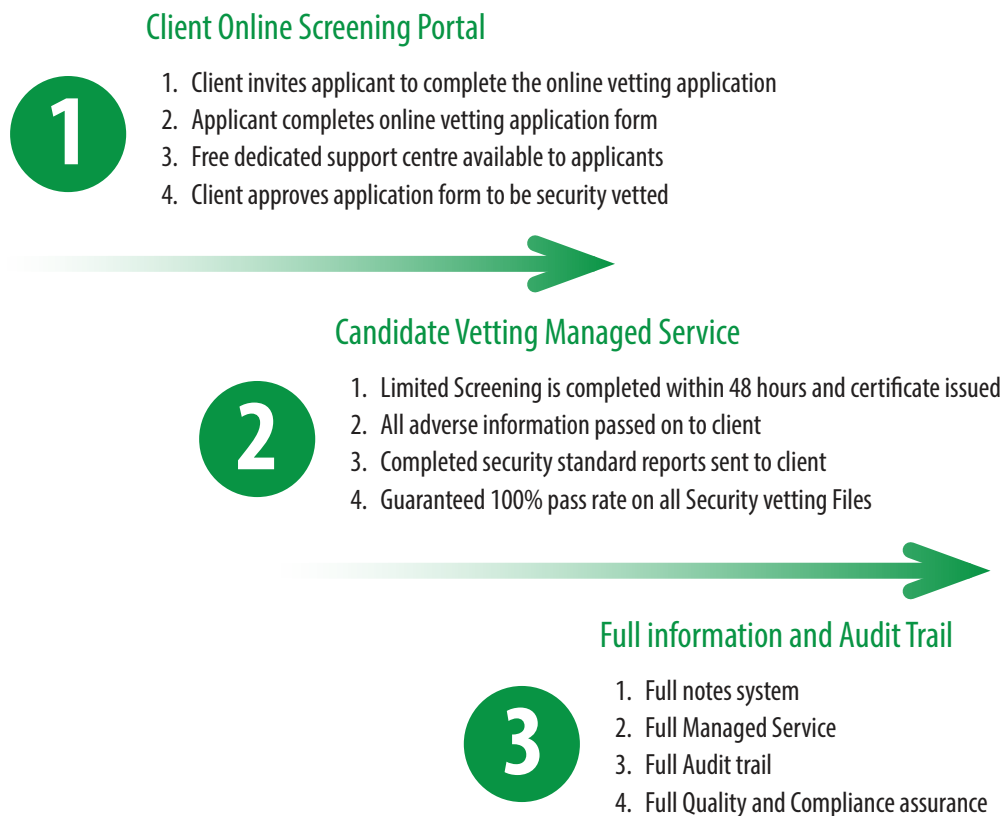 Client Online Screening Portal
1
1. Client invites applicant to complete the online vetting application
2. Applicant completes online vetting application form
3. Free dedicated support centre available to applicants
4. Client approves application form to be security vetted
Candidate Vetting Managed Service
2
1. Limited Screening is completed within 48 hours and certificate issued
2. All adverse information passed on to client
3. Completed security standard reports sent to client
4. Guaranteed 100% pass rate on all Security vetting Files
Full information and Audit Trail
3
1. Full notes system
2. Full Managed Service
3. Full Audit trail
4. Full Quality and Compliance assurance